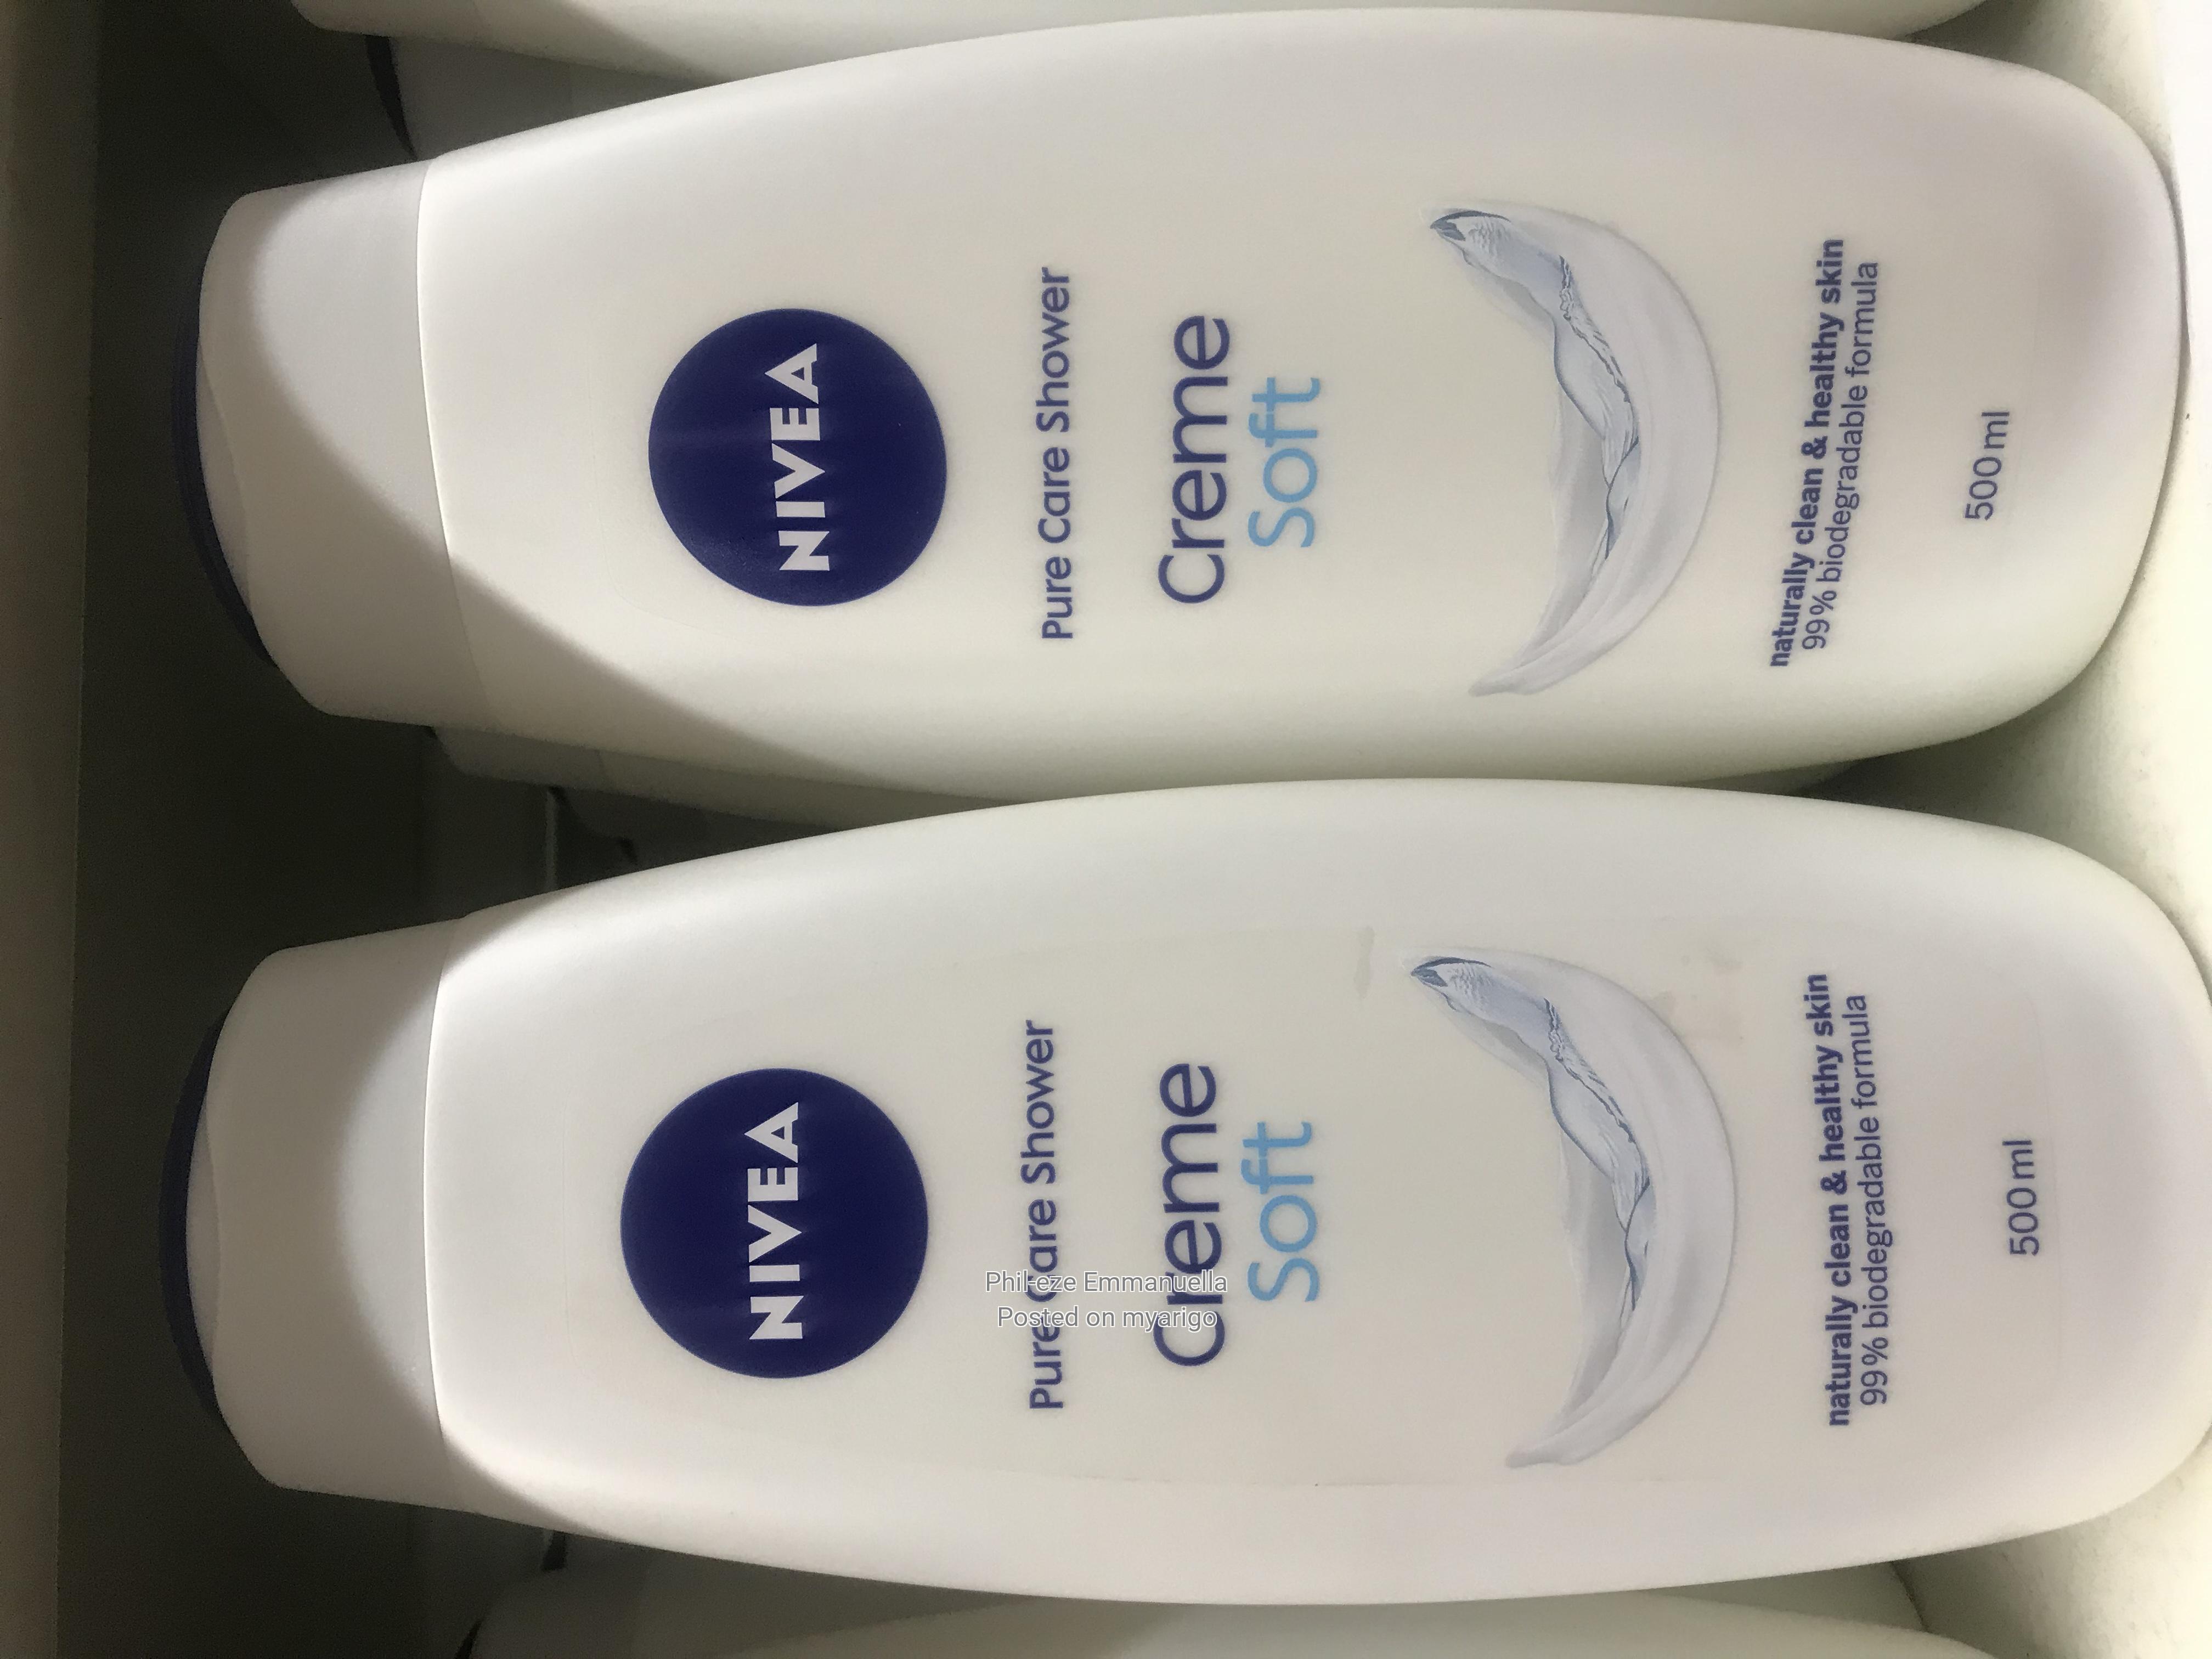 NIVEA
Pure Care Shower
Creme
Soft
naturally clean & healthy skin
99% biodegradable formula
500 ml
NIVEA
Pure Care Shower
Creme
Soft
naturally clean & healthy skin
99% biodegradable formula
500 ml
Phil-eze Emmanuella
Posted on myarigo